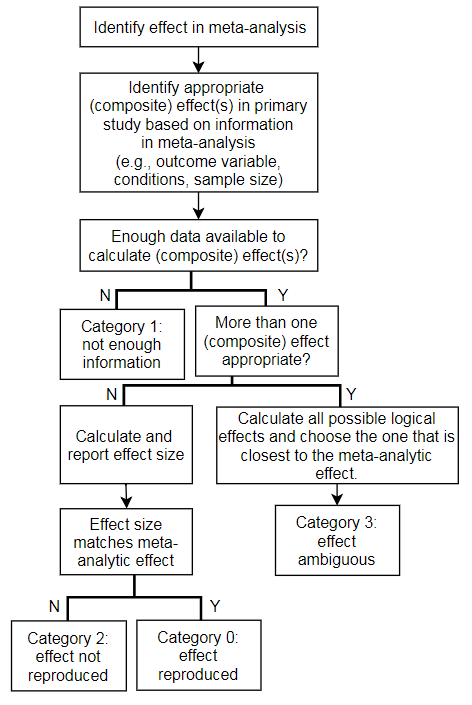 Identify effect in meta-analysis
Identify appropriate
(composite) effect(s) in primary
study based on information
in meta-analysis
(e.g., outcome variable,
conditions, sample size)
Enough data available to
calculate (composite) effect(s)?
N
Y
Category 1:
not enough
information
More than one
(composite) effect
appropriate?
N
Y
Calculate and
report effect size
Calculate all possible logical
effects and choose the one that is
closest to the meta-analytic
effect.
Effect size
matches meta-
analytic effect
Category 3:
effect
ambiguous
N
Y
Category 2:
effect not
reproduced
Category 0:
effect
reproduced